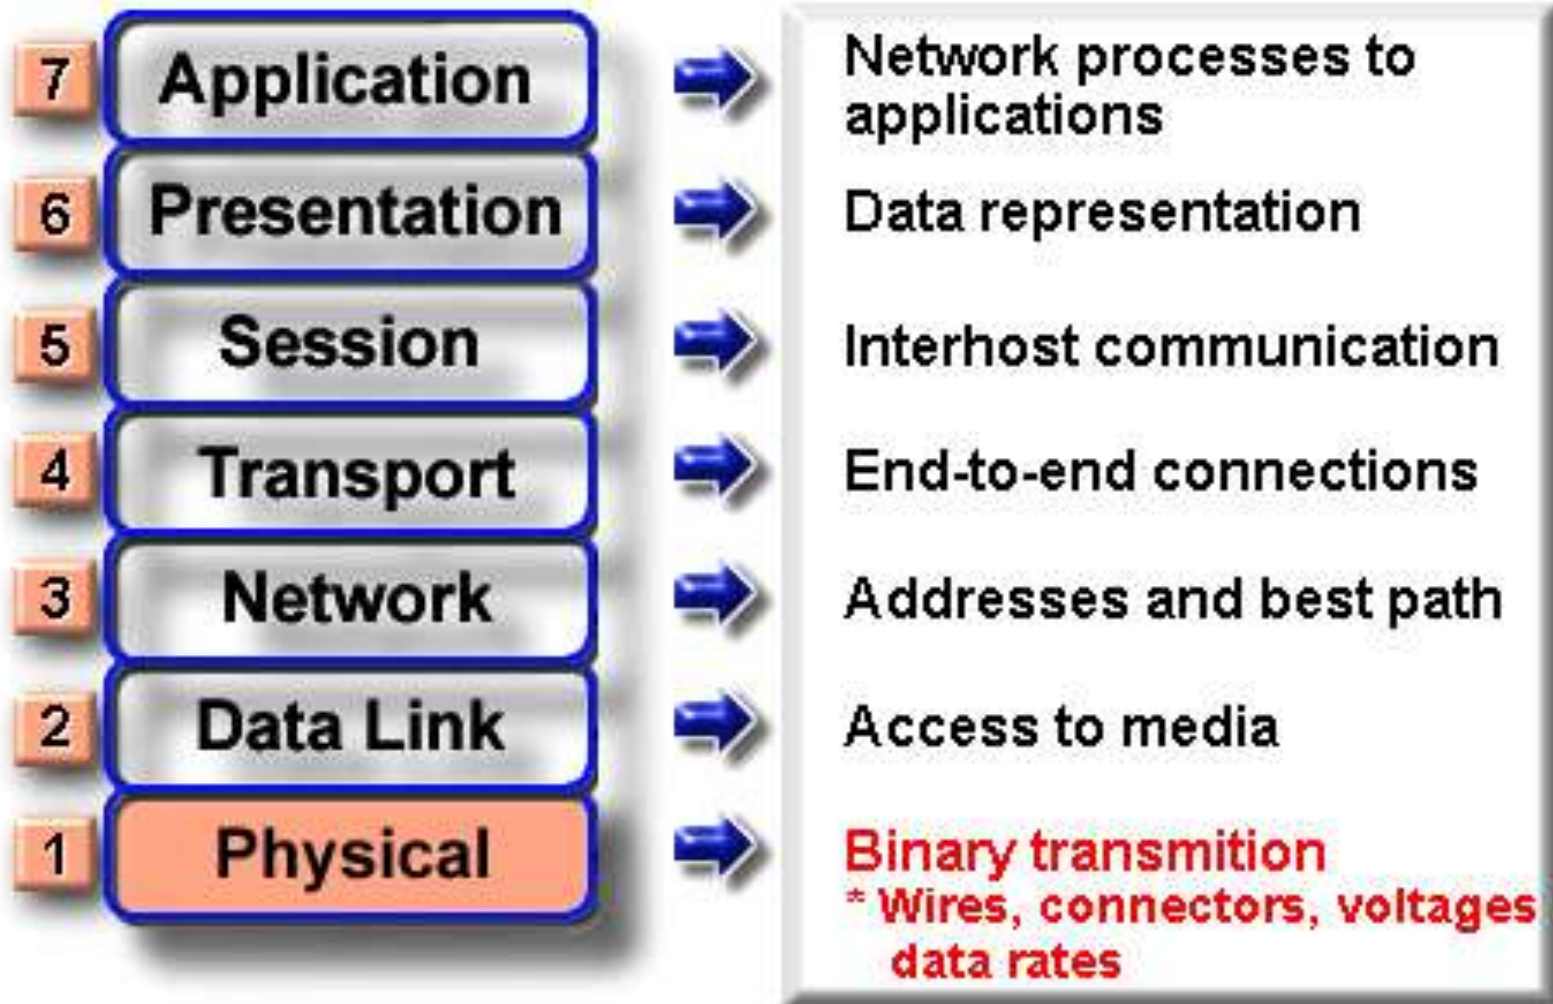 7 Application Network processes to
applications
6 Presentation Data representation
5 Session Interhost communication
4 Transport End-to-end connections
3 Network Addresses and best path
2 Data Link Access to media
1 Physical Binary transmition
* Wires, connectors, voltages
data rates